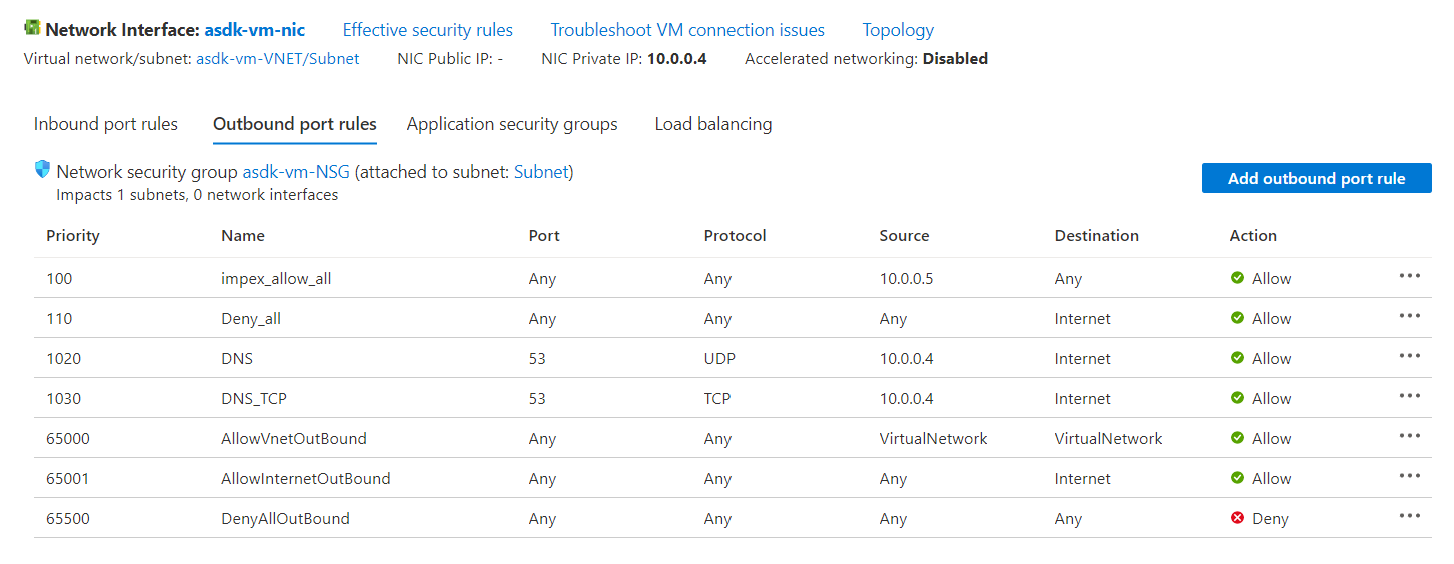 Network Interface: asdk-vm-nic Effective security rules Troubleshoot VM connection issues Topology
Virtual network/subnet: asdk-vm-VNET/Subnet NIC Public IP: - NIC Private IP: 10.0.0.4 Accelerated networking: Disabled
Inbound port rules Outbound port rules Application security groups Load balancing
Network security group asdk-vm-NSG (attached to subnet: Subnet)
Impacts 1 subnets, 0 network interfaces
Add outbound port rule
Priority Name Port Protocol Source Destination Action
100 impex_allow_all Any Any 10.0.0.5 Any Allow
110 Deny_all Any Any Any Internet Allow
1020 DNS 53 UDP 10.0.0.4 Internet Allow
1030 DNS_TCP 53 TCP 10.0.0.4 Internet Allow
65000 AllowVnetOutBound Any Any VirtualNetwork VirtualNetwork Allow
65001 AllowInternetOutBound Any Any Any Internet Allow
65500 DenyAllOutBound Any Any Any Any Deny